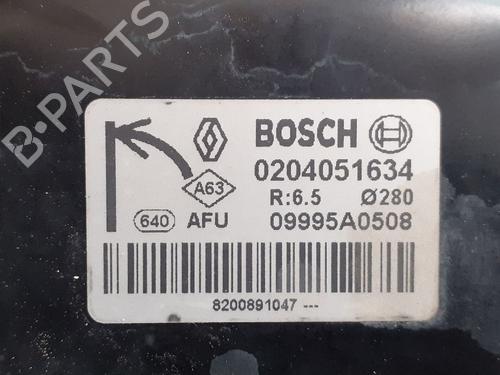 B-PARTS
BOSCH
A63
0204051634
R:6.5 Ø280
640 AFU 09995A0508
8200891047 ---